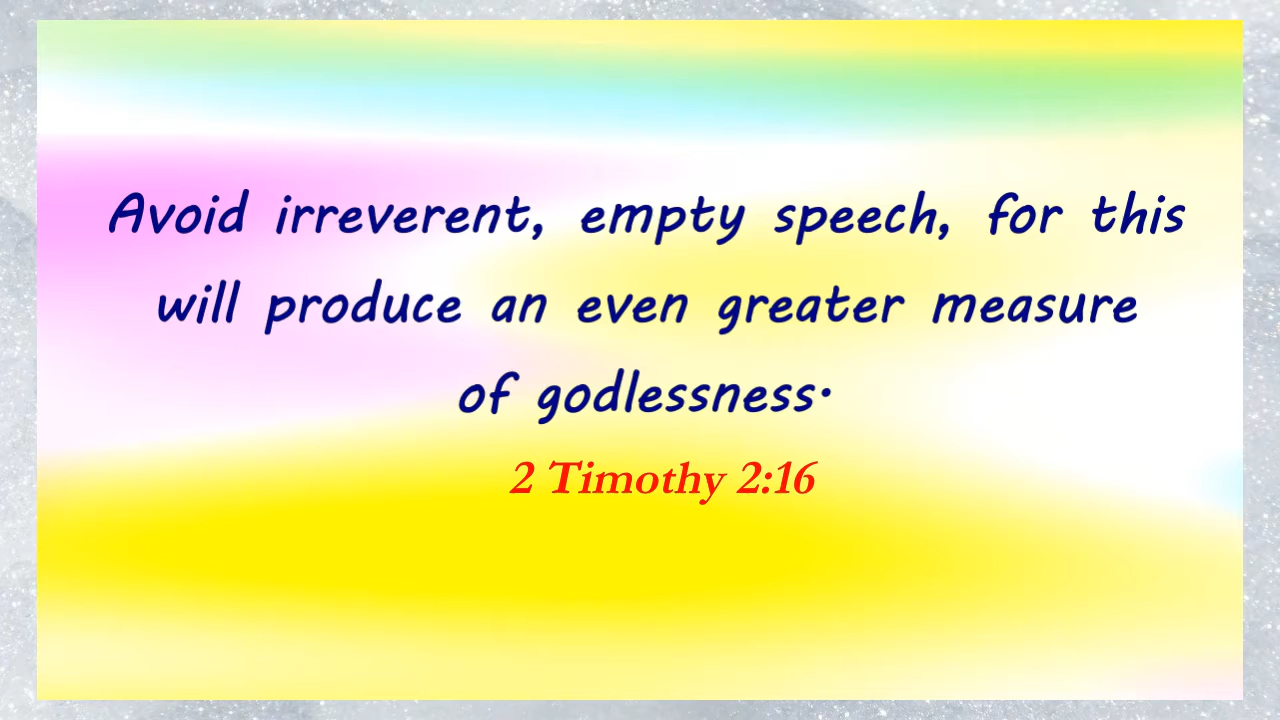 Avoid irreverent, empty speech, for this
will produce an even greater measure
of godlessness.
2 Timothy 2:16